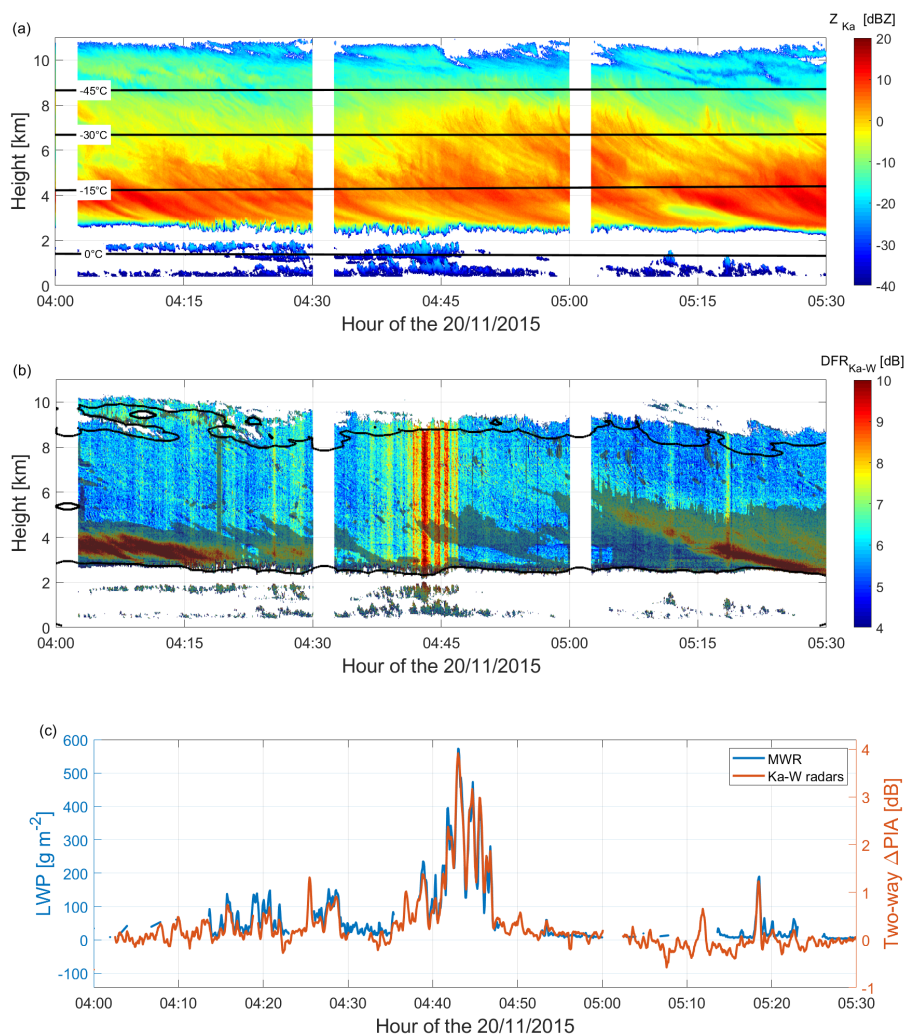 (a)
Z Ka [dBZ]
10
8
6
4
2
0
Height [km]
-45°C
-30°C
-15°C
0°C
20
10
0
-10
-20
-30
-40
04:00 04:15 04:30 04:45 05:00 05:15 05:30
Hour of the 20/11/2015
(b)
DFR Ka-W [dB]
10
8
6
4
2
0
Height [km]
10
9
8
7
6
5
4
04:00 04:15 04:30 04:45 05:00 05:15 05:30
Hour of the 20/11/2015
(c)
600
500
400
300
200
100
0
-100
LWP [g m-2]
MWR
Ka-W radars
4
3
2
1
0
-1
Two-way ΔPIA [dB]
04:00 04:10 04:20 04:30 04:40 04:50 05:00 05:10 05:20 05:30
Hour of the 20/11/2015